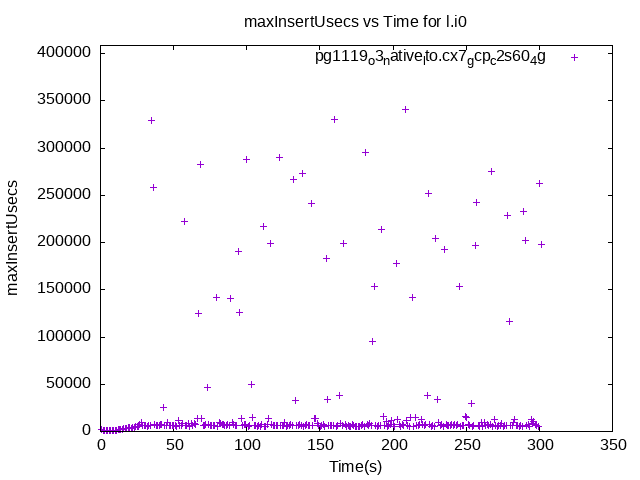 maxInsertUsecs vs Time for l.i0
pg1119o3native_lto.cx7gcpc2s604g
400000
350000
300000
250000
200000
150000
100000
50000
0
maxInsertUsecs
0 50 100 150 200 250 300 350
Time(s)